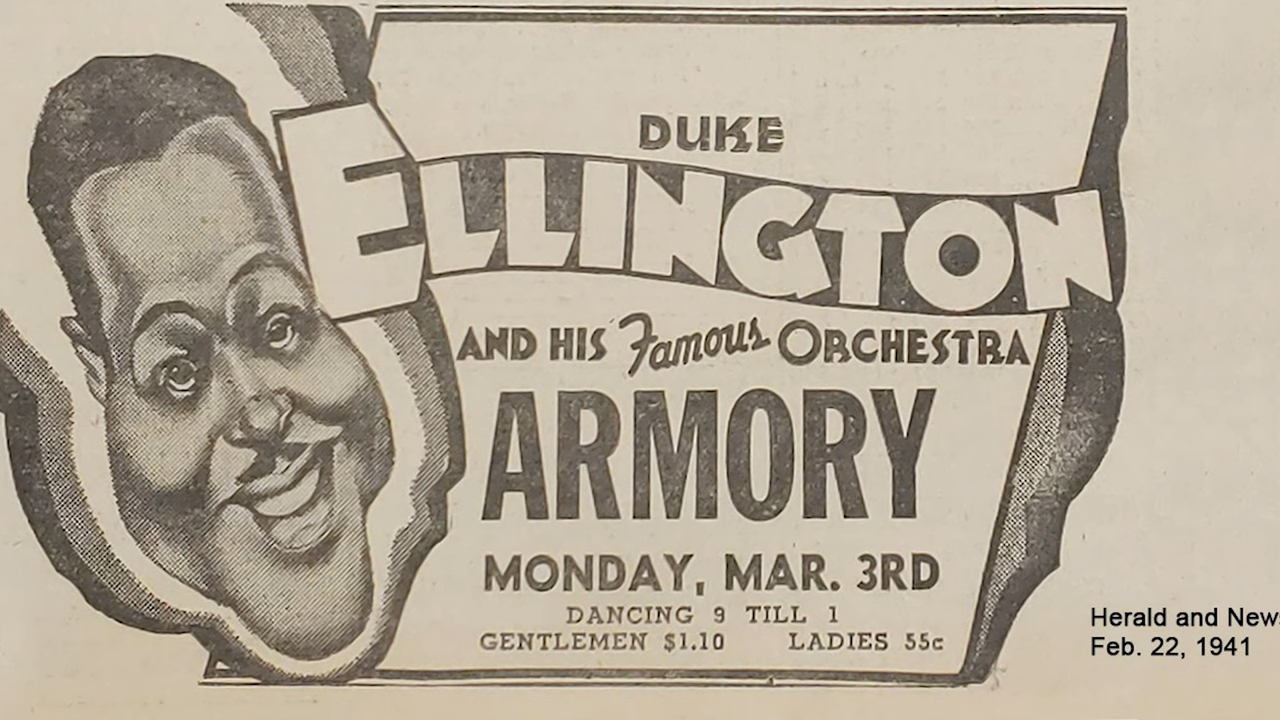 DUKE
ELLINGTON
AND HIS Famous ORCHESTRA
ARMORY
MONDAY, MAR. 3RD
DANCING 9 TILL 1
GENTLEMEN $1.10 LADIES 55c
Herald and News
Feb. 22, 1941